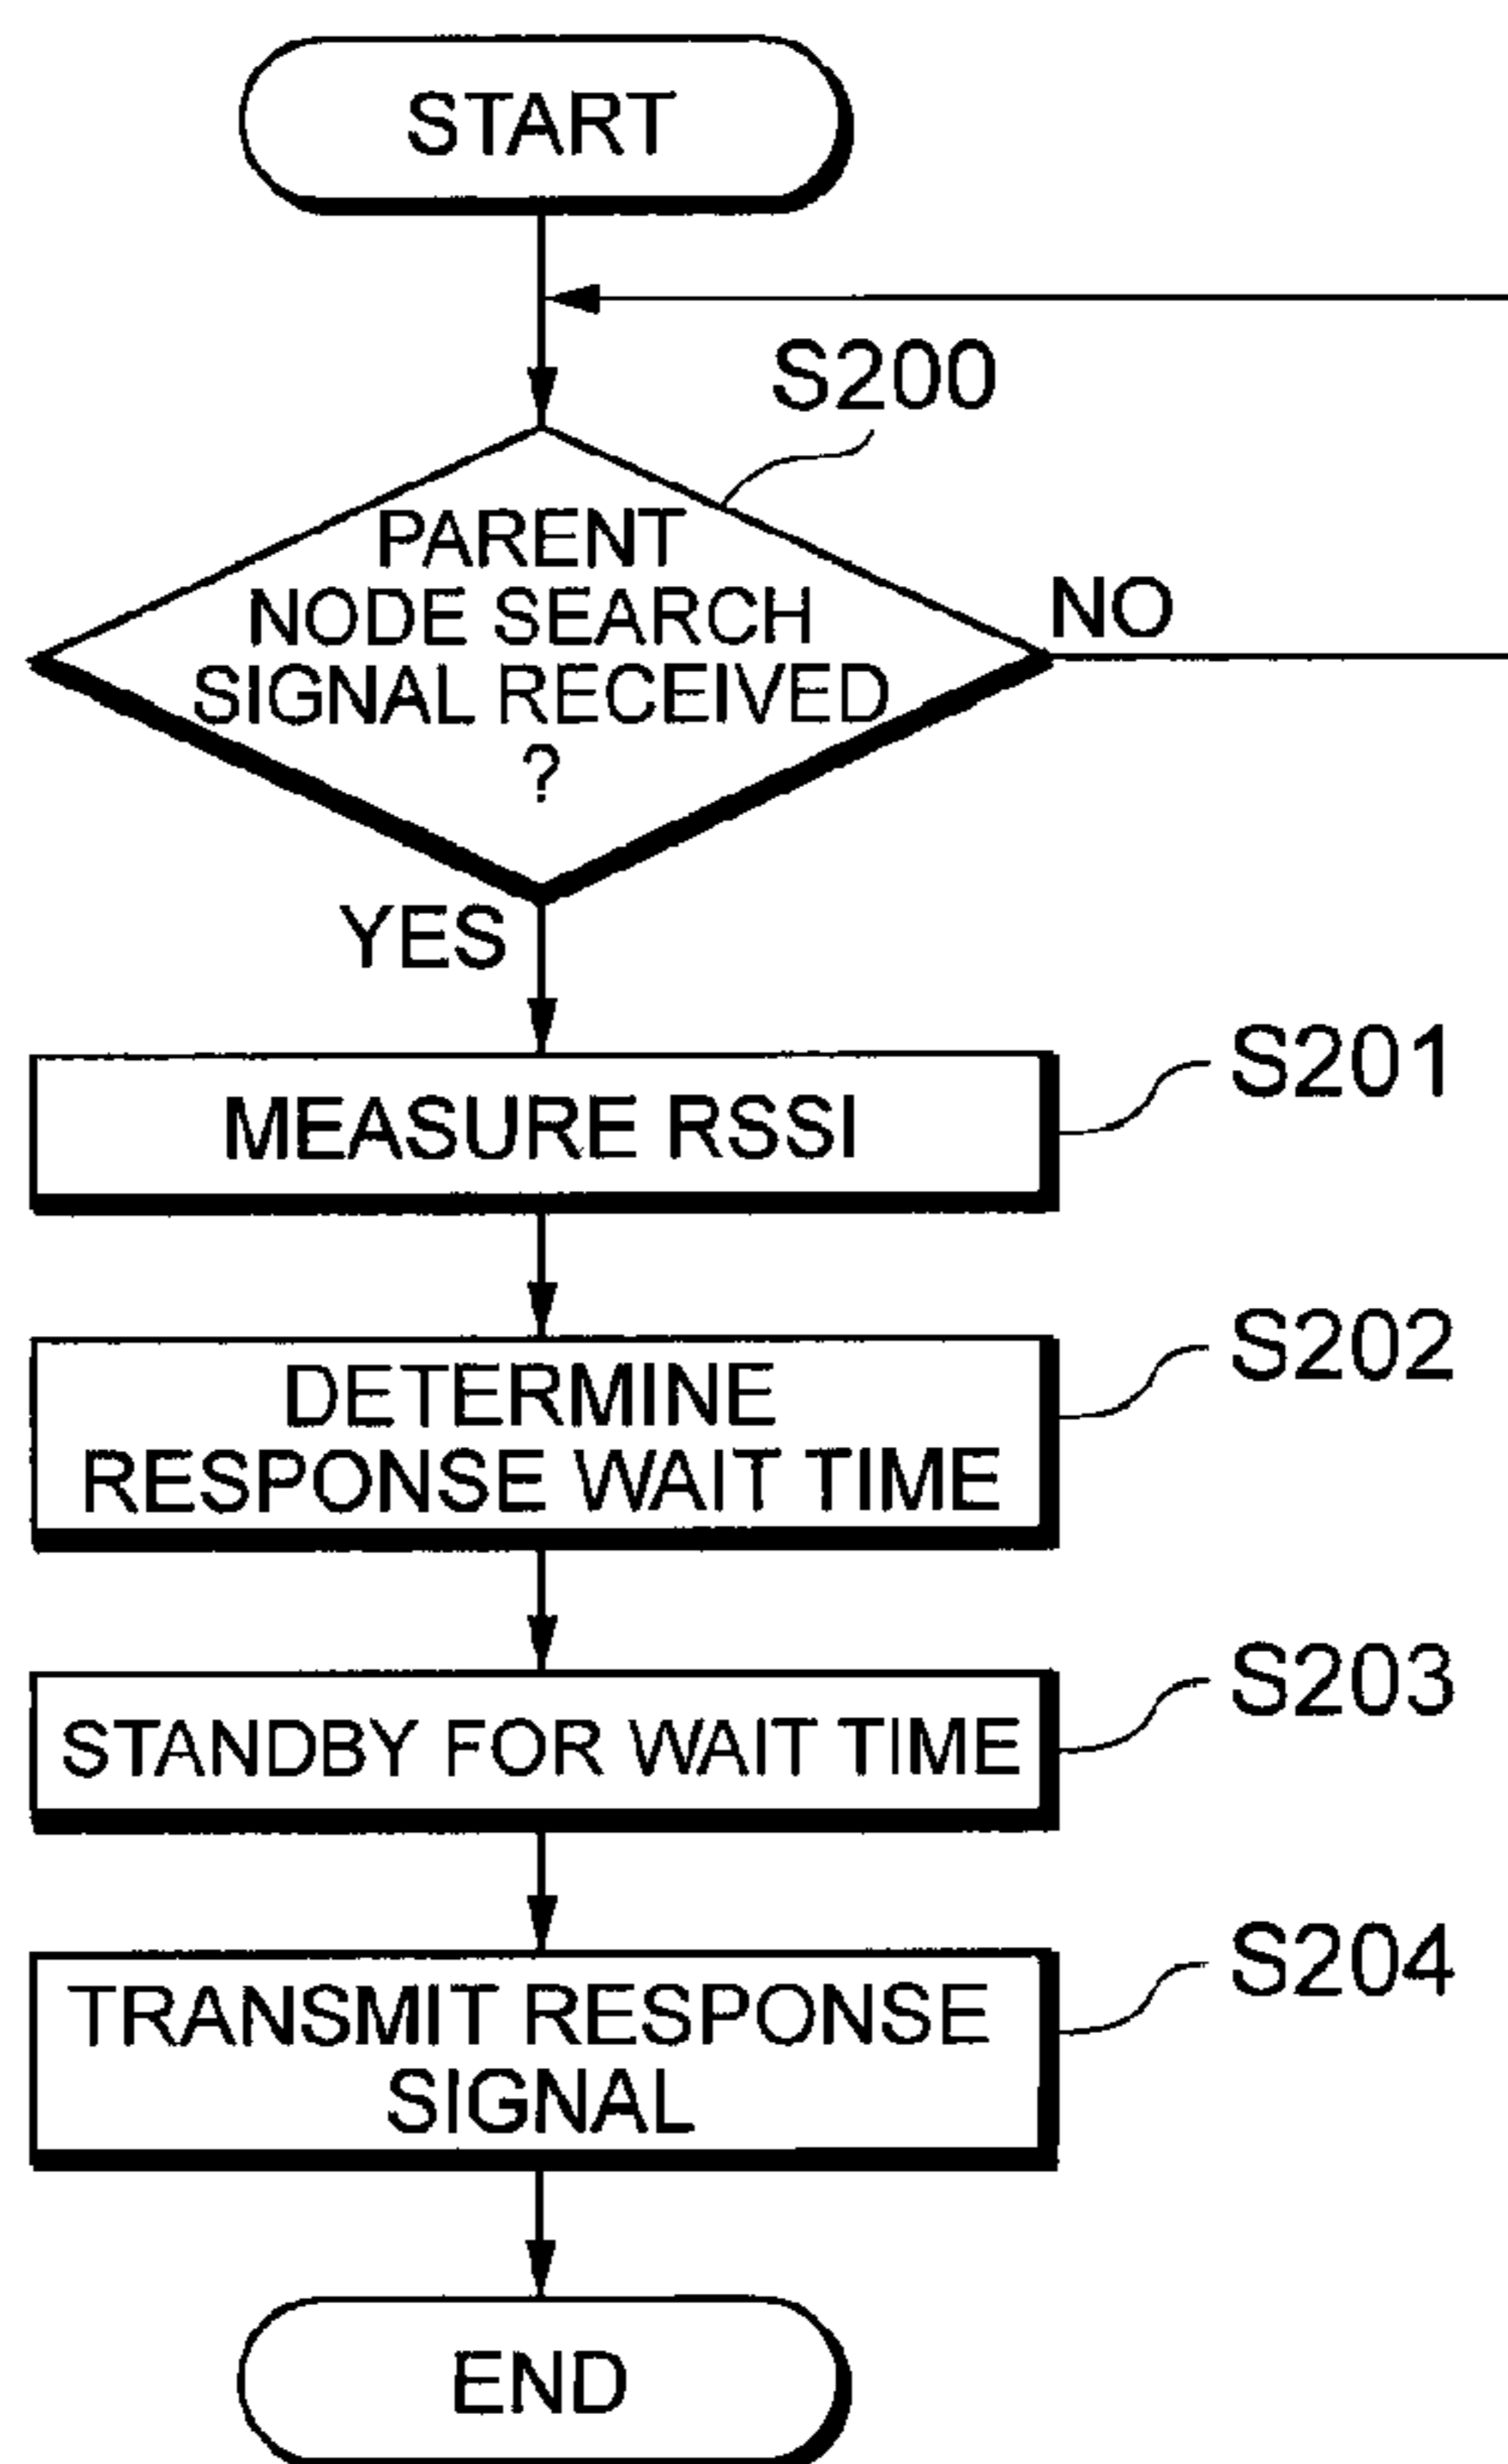 START
S200
PARENT
NODE SEARCH
SIGNAL RECEIVED
?
NO
YES
MEASURE RSSI
S201
DETERMINE
RESPONSE WAIT TIME
S202
STANDBY FOR WAIT TIME
S203
TRANSMIT RESPONSE
SIGNAL
S204
END